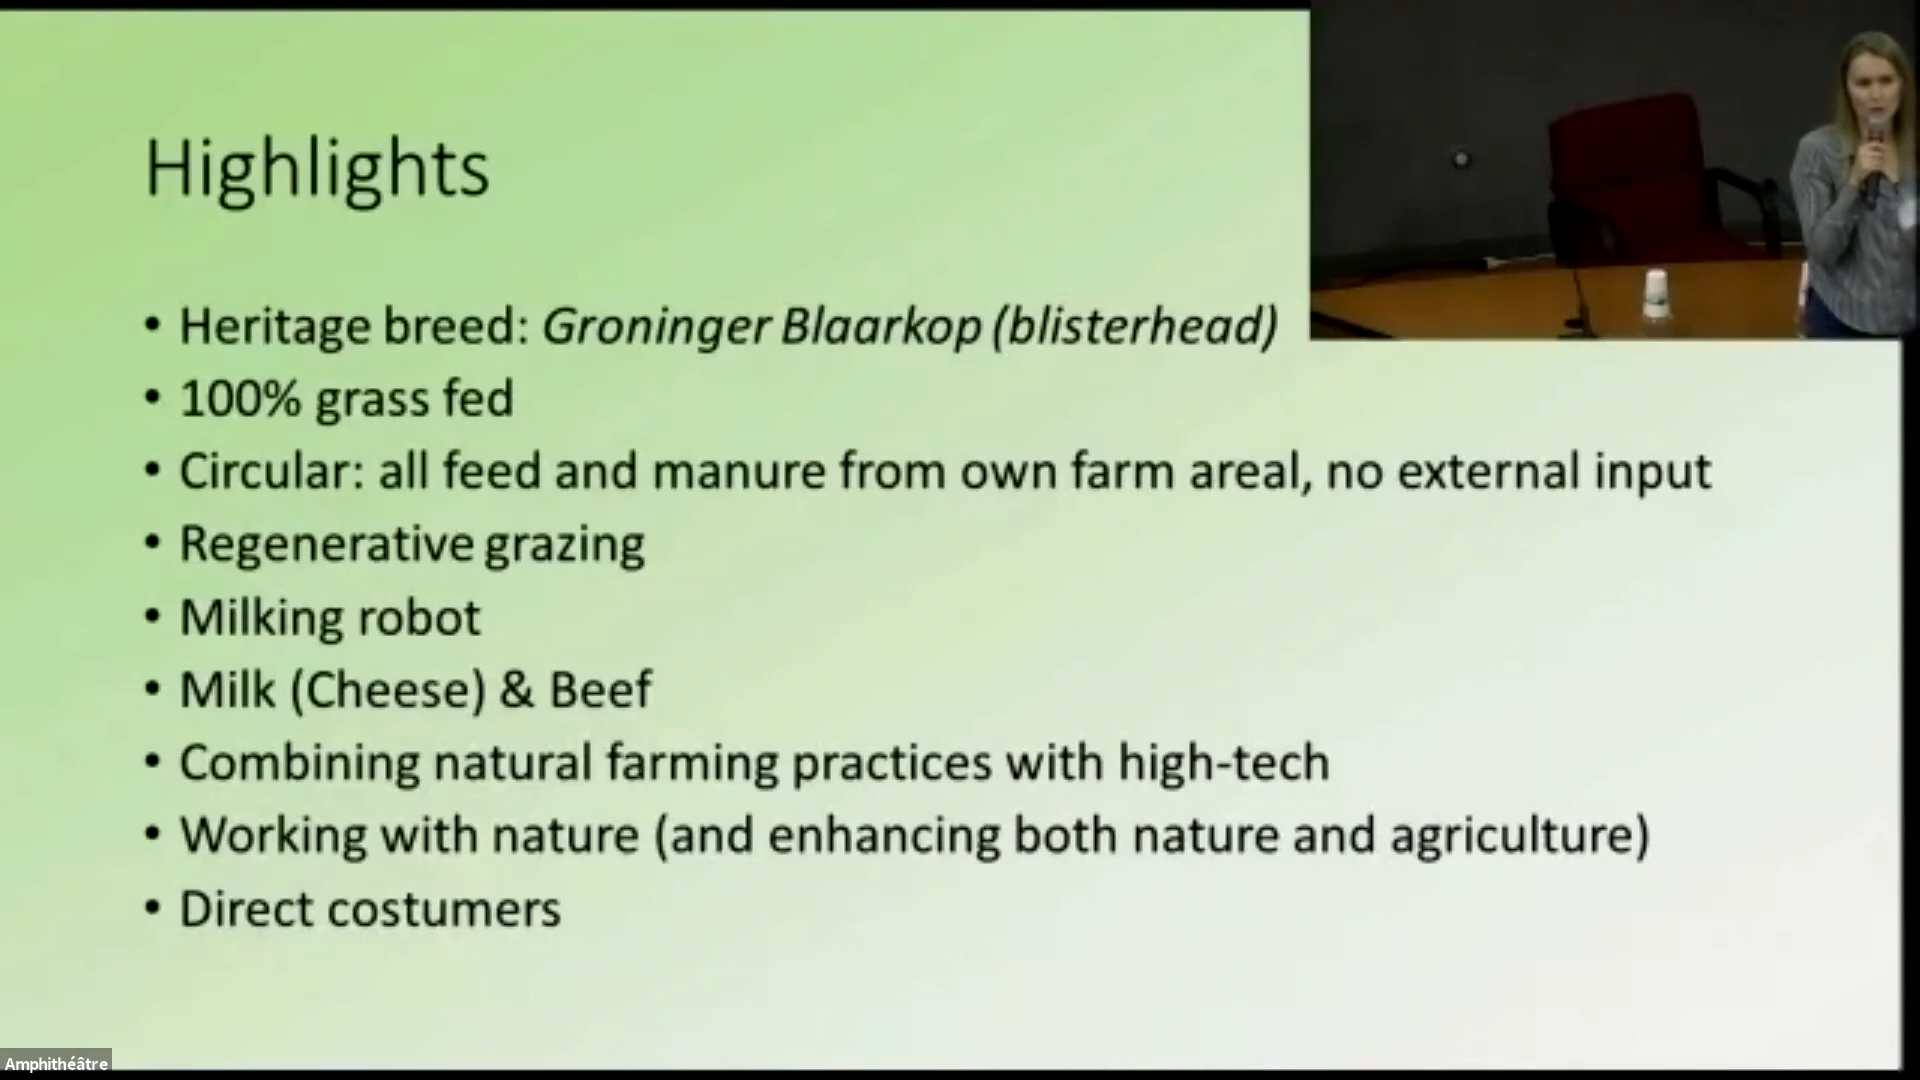 Highlights
• Heritage breed: Groninger Blaarkop (blisterhead)
• 100% grass fed
• Circular: all feed and manure from own farm areal, no external input
• Regenerative grazing
• Milking robot
• Milk (Cheese) & Beef
• Combining natural farming practices with high-tech
• Working with nature (and enhancing both nature and agriculture)
• Direct costumers
Amphithéâtre